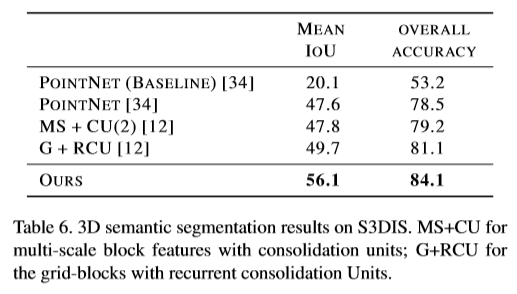 MEAN OVERALL
IOU ACCURACY
POINTNET (BASELINE) [34] 20.1 53.2
POINTNET [34] 47.6 78.5
MS + CU(2) [12] 47.8 79.2
G + RCU [12] 49.7 81.1
OURS 56.1 84.1
Table 6. 3D semantic segmentation results on S3DIS. MS+CU for
multi-scale block features with consolidation units; G+RCU for
the grid-blocks with recurrent consolidation Units.